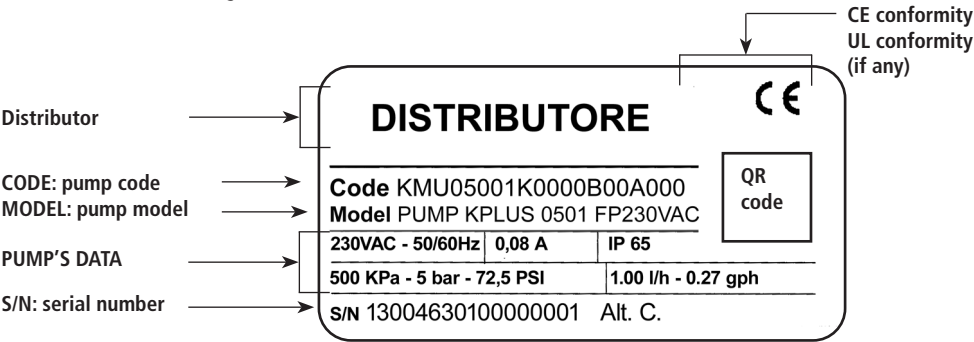 CE conformity
UL conformity
(if any)
Distributor
DISTRIBUTORE
CE
CODE: pump code
MODEL: pump model
Code KMU05001K0000B00A000
Model PUMP KPLUS 0501 FP230VAC
QR
code
PUMP'S DATA
230VAC - 50/60Hz 0,08 A IP 65
500 KPa - 5 bar - 72,5 PSI 1.00 l/h - 0.27 gph
S/N: serial number
S/N 13004630100000001 Alt. C.